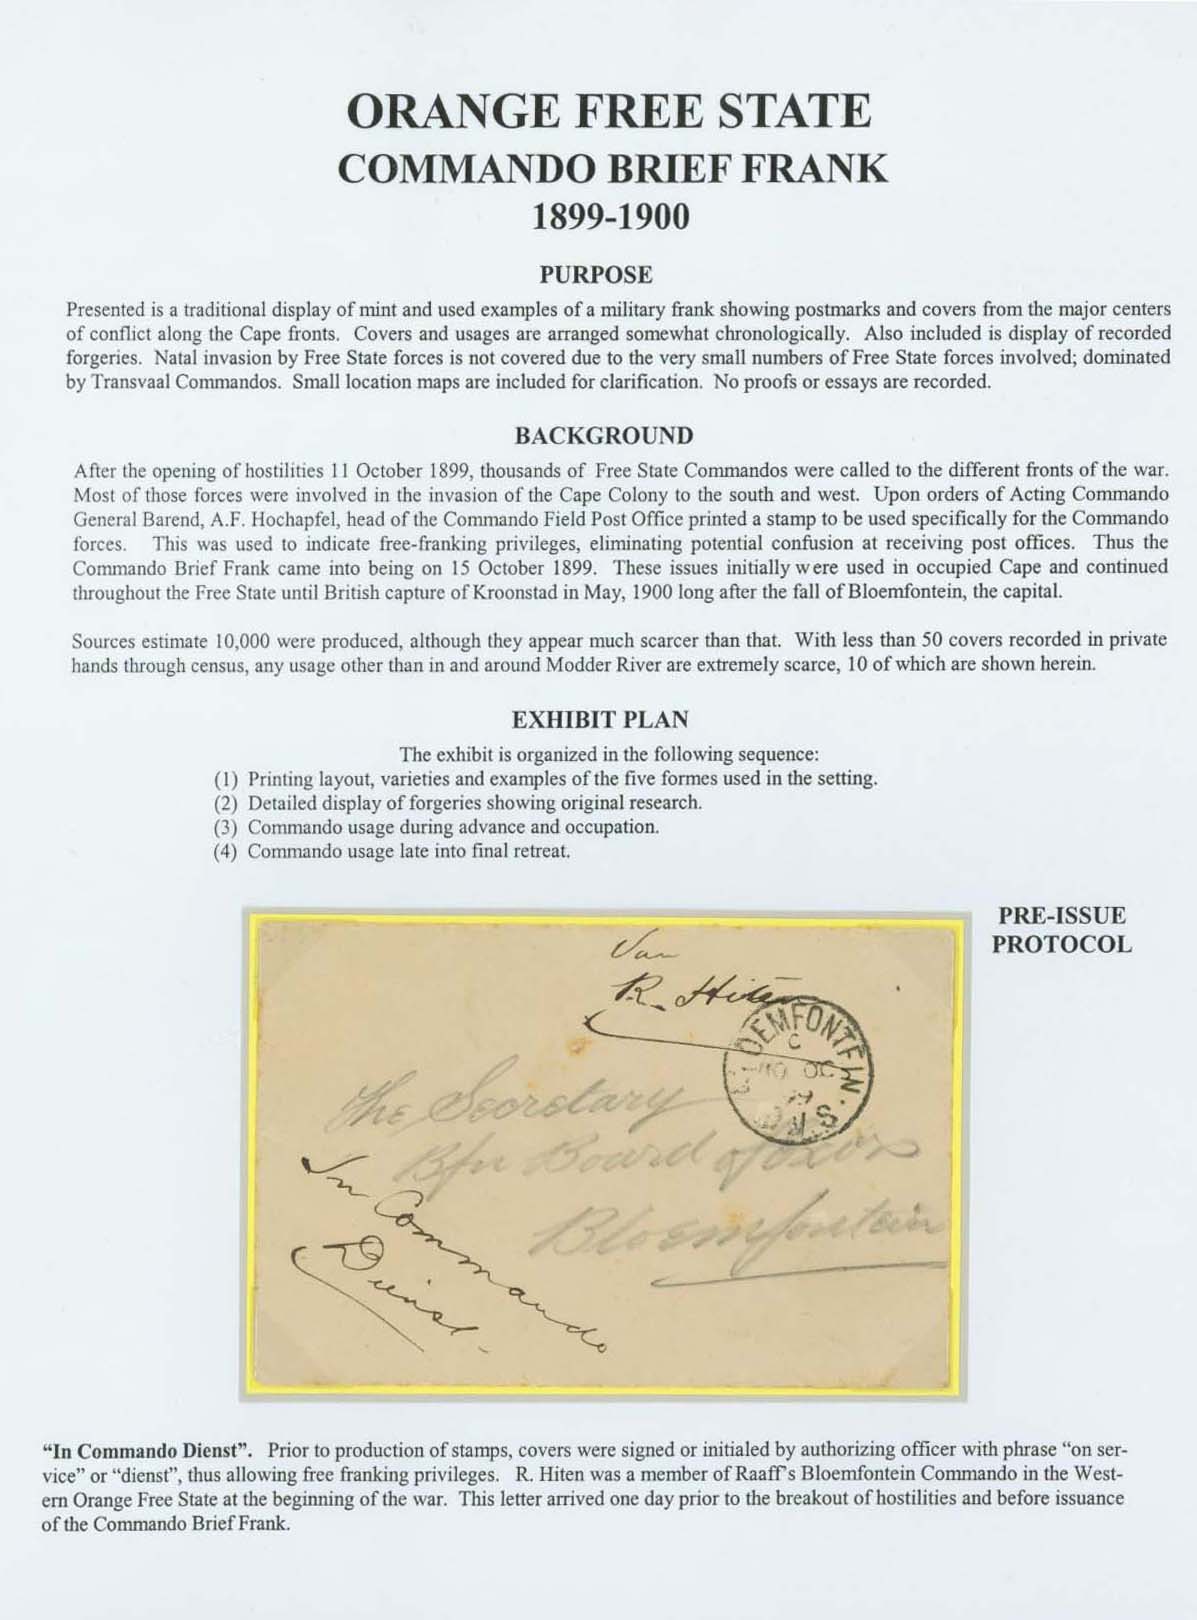 ORANGE FREE STATE
COMMANDO BRIEF FRANK
1899-1900
PURPOSE
Presented is a traditional display of mint and used examples of a military frank showing postmarks and covers from the major centers
of conflict along the Cape fronts. Covers and usages are arranged somewhat chronologically. Also included is display of recorded
forgeries. Natal invasion by Free State forces is not covered due to the very small numbers of Free State forces involved; dominated
by Transvaal Commandos. Small location maps are included for clarification. No proofs or essays are recorded.
BACKGROUND
After the opening of hostilities 11 October 1899, thousands of Free State Commandos were called to the different fronts of the war.
Most of those forces were involved in the invasion of the Cape Colony to the south and west. Upon orders of Acting Commando
General Barend, A.F. Hochapfel, head of the Commando Field Post Office printed a stamp to be used specifically for the Commando
forces. This was used to indicate free-franking privileges, eliminating potential confusion at receiving post offices. Thus the
Commando Brief Frank came into being on 15 October 1899. These issues initially were used in occupied Cape and continued
throughout the Free State until British capture of Kroonstad in May, 1900 long after the fall of Bloemfontein, the capital.
Sources estimate 10,000 were produced, although they appear much scarcer than that. With less than 50 covers recorded in private
hands through census, any usage other than in and around Modder River are extremely scarce, 10 of which are shown herein.
EXHIBIT PLAN
The exhibit is organized in the following sequence:
(1) Printing layout, varieties and examples of the five formes used in the setting.
(2) Detailed display of forgeries showing original research.
(3) Commando usage during advance and occupation.
(4) Commando usage late into final retreat.
PRE-ISSUE
PROTOCOL
Van
R. Hiten
BLOEMFONTEIN.
C
10 OC
99
O.V.S.
The Secretary
Bfn Board of
Bloemfontein
In Commando
Dienst.
“In Commando Dienst”. Prior to production of stamps, covers were signed or initialed by authorizing officer with phrase “on ser-
vice” or “dienst”, thus allowing free franking privileges. R. Hiten was a member of Raaff's Bloemfontein Commando in the West-
ern Orange Free State at the beginning of the war. This letter arrived one day prior to the breakout of hostilities and before issuance
of the Commando Brief Frank.